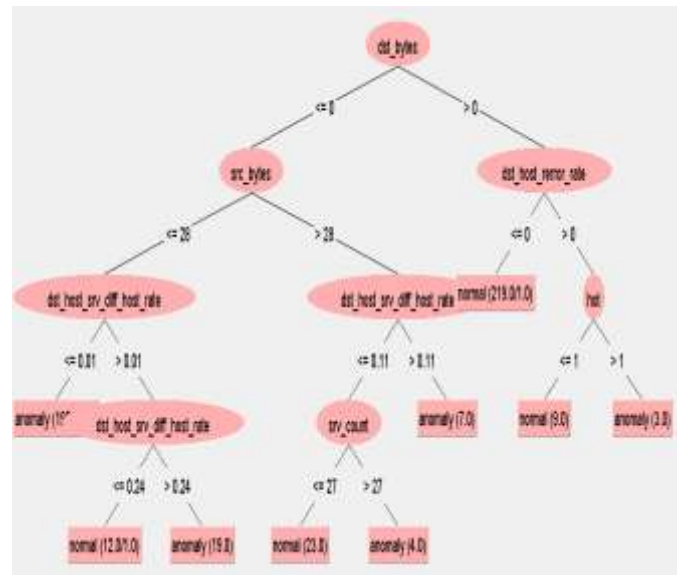 dst_bytes
<= 0 > 0
src_bytes dst_host_rerror_rate
<= 28 > 28 <= 0 > 0
dst_host_srv_diff_host_rate dst_host_srv_diff_host_rate normal (219.0/1.0) hot
<= 0.01 > 0.01 <= 0.11 > 0.11 <= 1 > 1
anomaly dst_host_srv_diff_host_rate srv_count anomaly (7.0) normal (9.0) anomaly (3.0)
<= 0.24 > 0.24 <= 27 > 27
normal (12.0/1.0) anomaly (19.0) normal (23.0) anomaly (4.0)